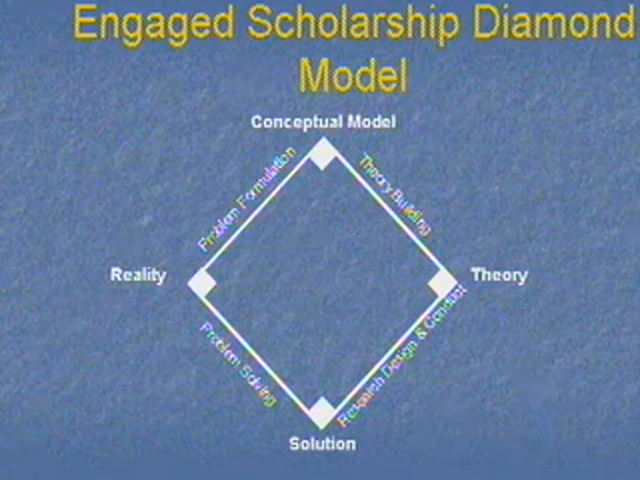 Engaged Scholarship Diamond
Model
Conceptual Model
Problem Formulation
Theory Building
Reality
Theory
Problem Solving
Research Design & Conduct
Solution